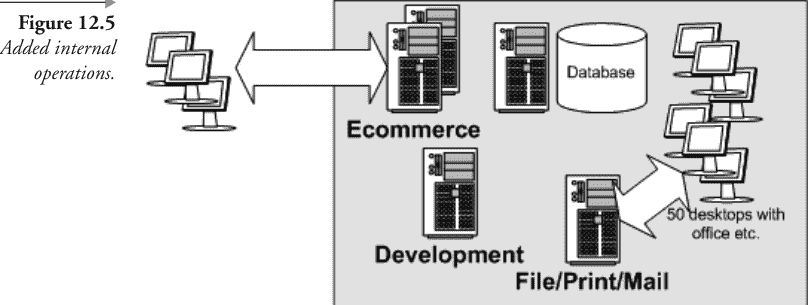 Figure 12.5
Added internal
operations.
Database
Ecommerce
Development
50 desktops with
office etc.
File/Print/Mail